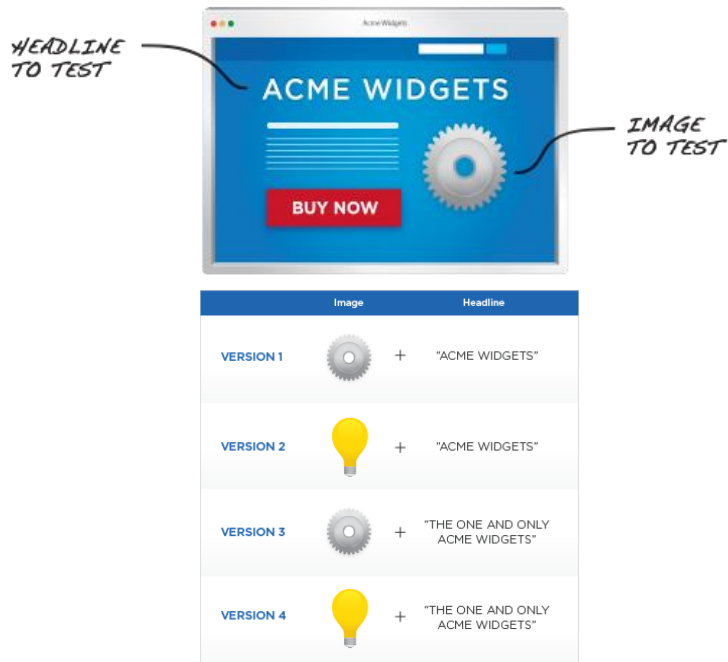 Acme Widgets
HEADLINE
TO TEST
ACME WIDGETS
IMAGE
TO TEST
BUY NOW
Image Headline
VERSION 1 + "ACME WIDGETS"
VERSION 2 + "ACME WIDGETS"
VERSION 3 + "THE ONE AND ONLY
ACME WIDGETS"
VERSION 4 + "THE ONE AND ONLY
ACME WIDGETS"